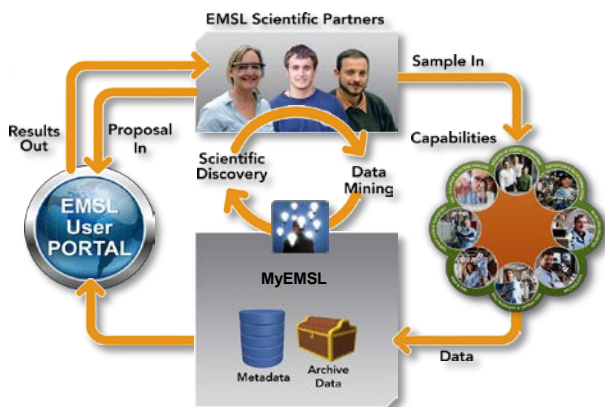 EMSL Scientific Partners
Sample In
Results
Out
Proposal
In
Capabilities
Scientific
Discovery
Data
Mining
EMSL
User
PORTAL
MyEMSL
Metadata
Archive
Data
Data